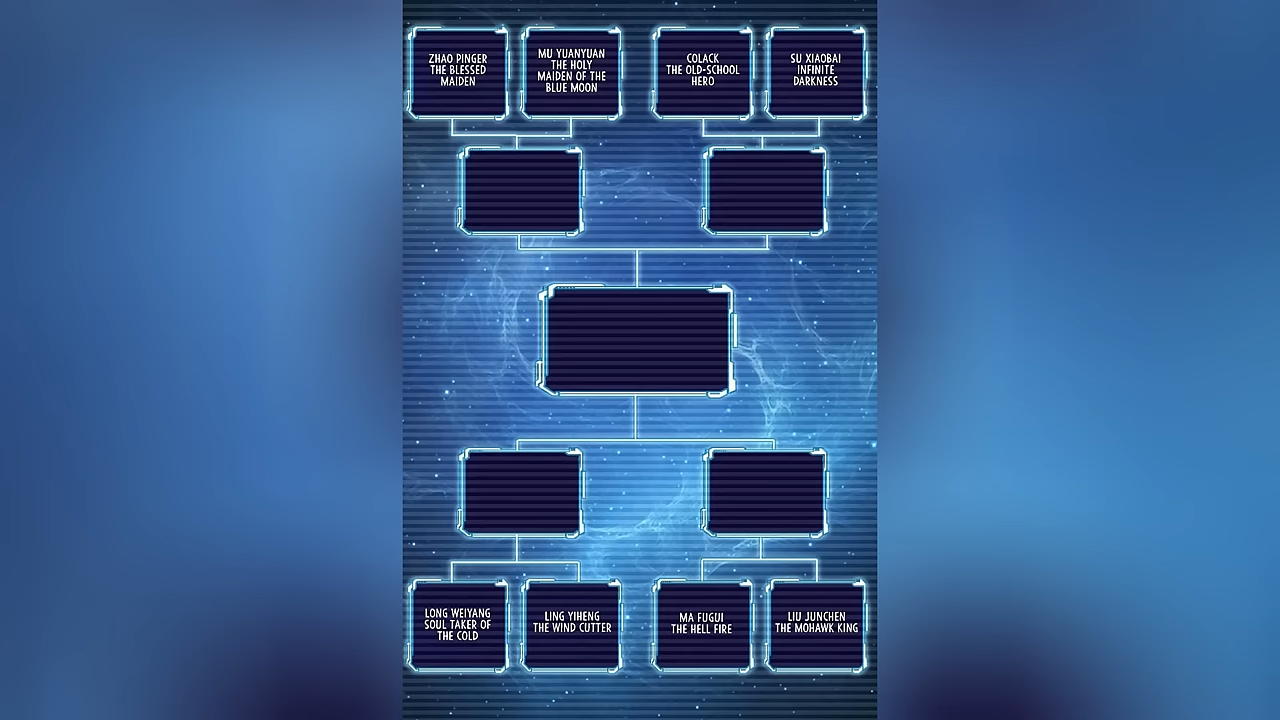 ZHAO PINGER
THE BLESSED
MAIDEN
MU YUANYUAN
THE HOLY
MAIDEN OF THE
BLUE MOON
COLACK
THE OLD-SCHOOL
HERO
SU XIAOBAI
INFINITE
DARKNESS
LONG WEIYANG
SOUL TAKER OF
THE COLD
LING YIHENG
THE WIND CUTTER
MA FUGUI
THE HELL FIRE
LIU JUNCHEN
THE MOHAWK KING